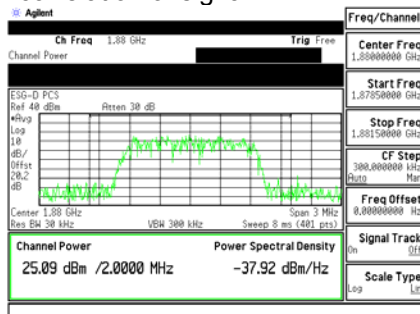 Agilent
Freq/Channel
Ch Freq 1.88 GHz Trig Free
Channel Power
Center Freq
1.88000000 GHz
Start Freq
1.87850000 GHz
Stop Freq
1.88150000 GHz
CF Step
300.000000 kHz
Auto Man
Freq Offset
0.00000000 Hz
Signal Track
On Off
Scale Type
Log Lin
ESG-D PCS
Ref 40 dBm Atten 30 dB
#Avg
Log
10
dB/
Offst
20.2
dB
Center 1.88 GHz Span 3 MHz
Res BW 30 kHz VBW 300 kHz Sweep 8 ms (401 pts)
Channel Power Power Spectral Density
25.09 dBm /2.0000 MHz -37.92 dBm/Hz